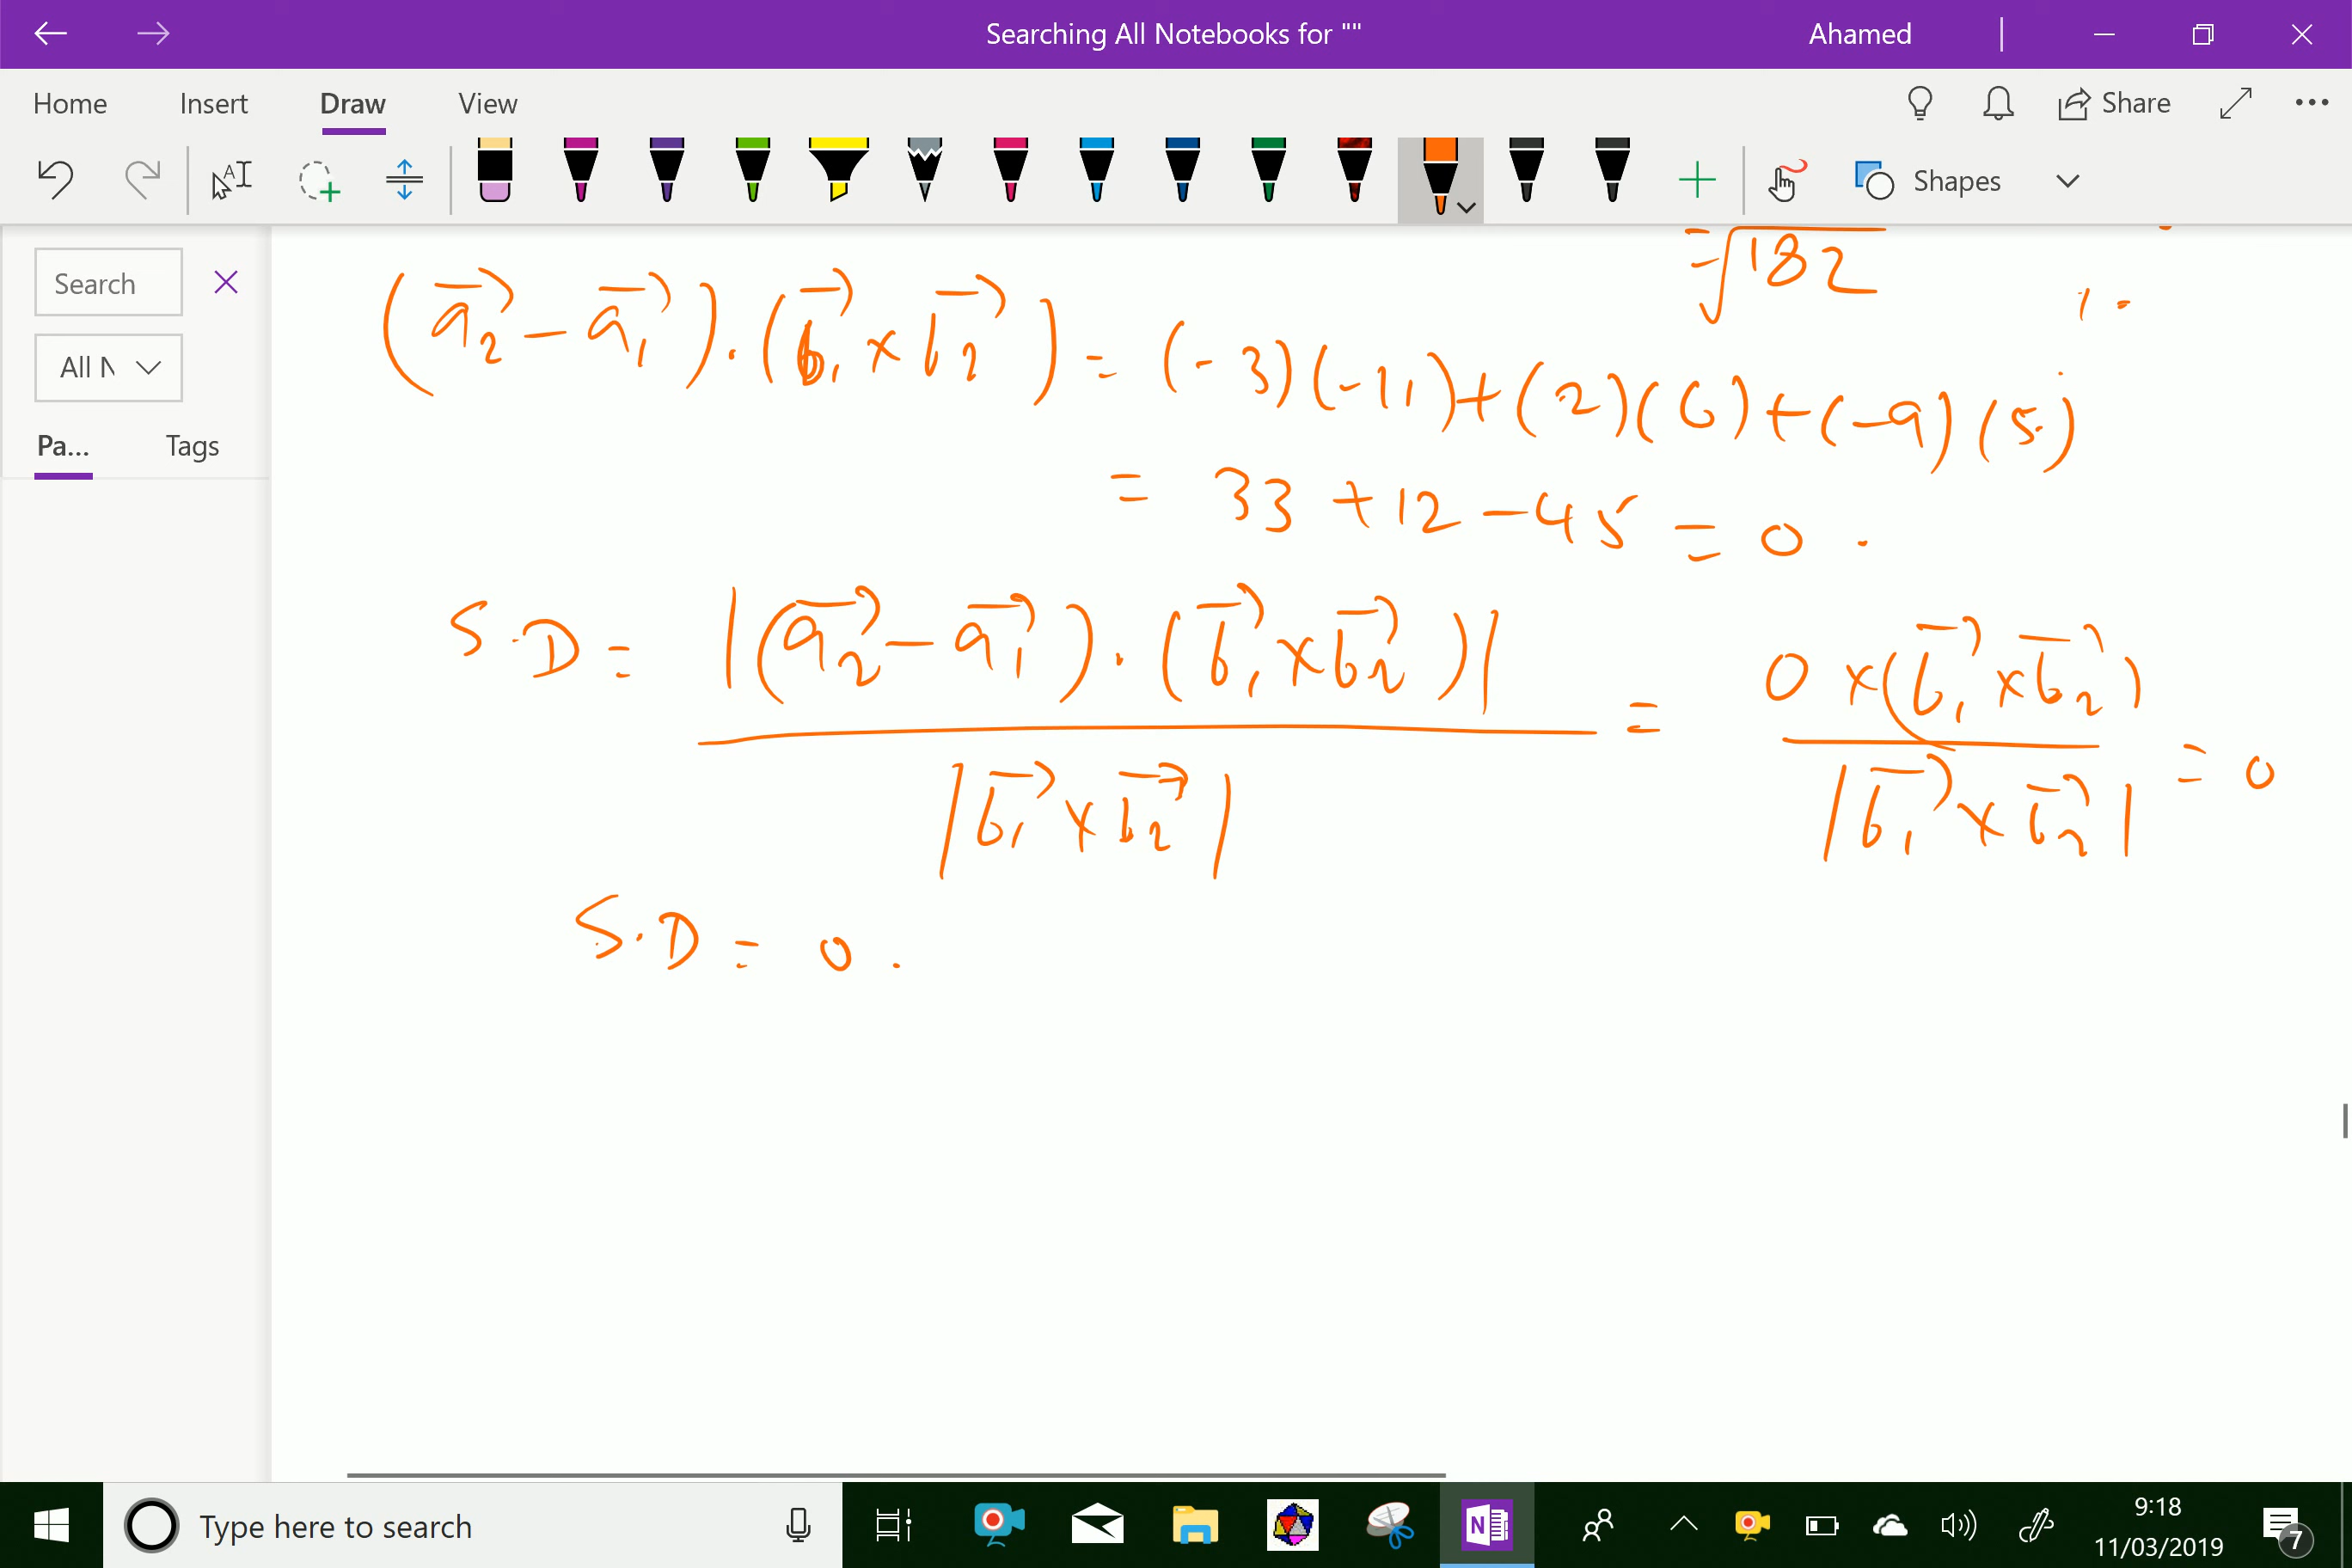 Searching All Notebooks for ""
Ahamed
Home Insert Draw View
Share
Shapes
Search
All N
Pa... Tags
= √182
(a₂⃗ − a₁⃗) · (b₁⃗ × b₂⃗) = (-3)(-11) + (2)(6) + (-9)(5)
= 33 + 12 − 45 = 0 .
S.D = |(a₂⃗ − a₁⃗) · (b₁⃗ × b₂⃗)| / |b₁⃗ × b₂⃗| = 0 × (b₁⃗ × b₂⃗) / |b₁⃗ × b₂⃗| = 0
S.D = 0 .
Type here to search
N
9:18
11/03/2019
7